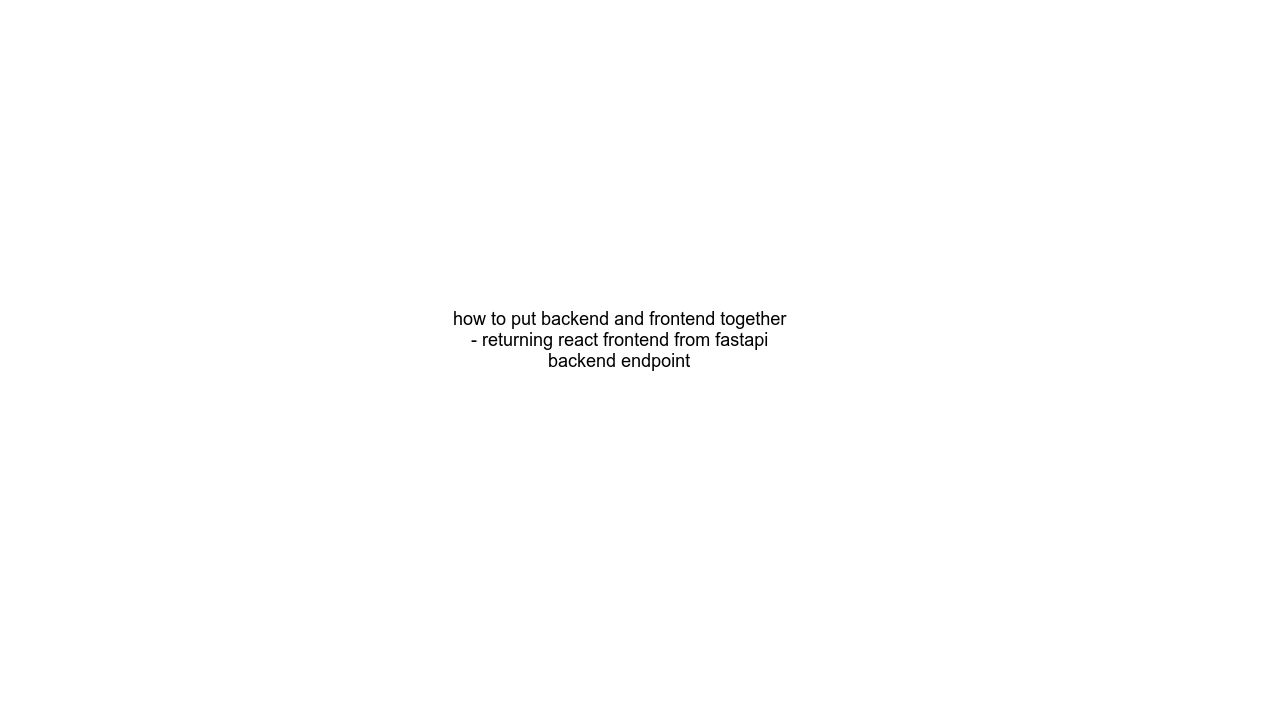 how to put backend and frontend together
- returning react frontend from fastapi
backend endpoint